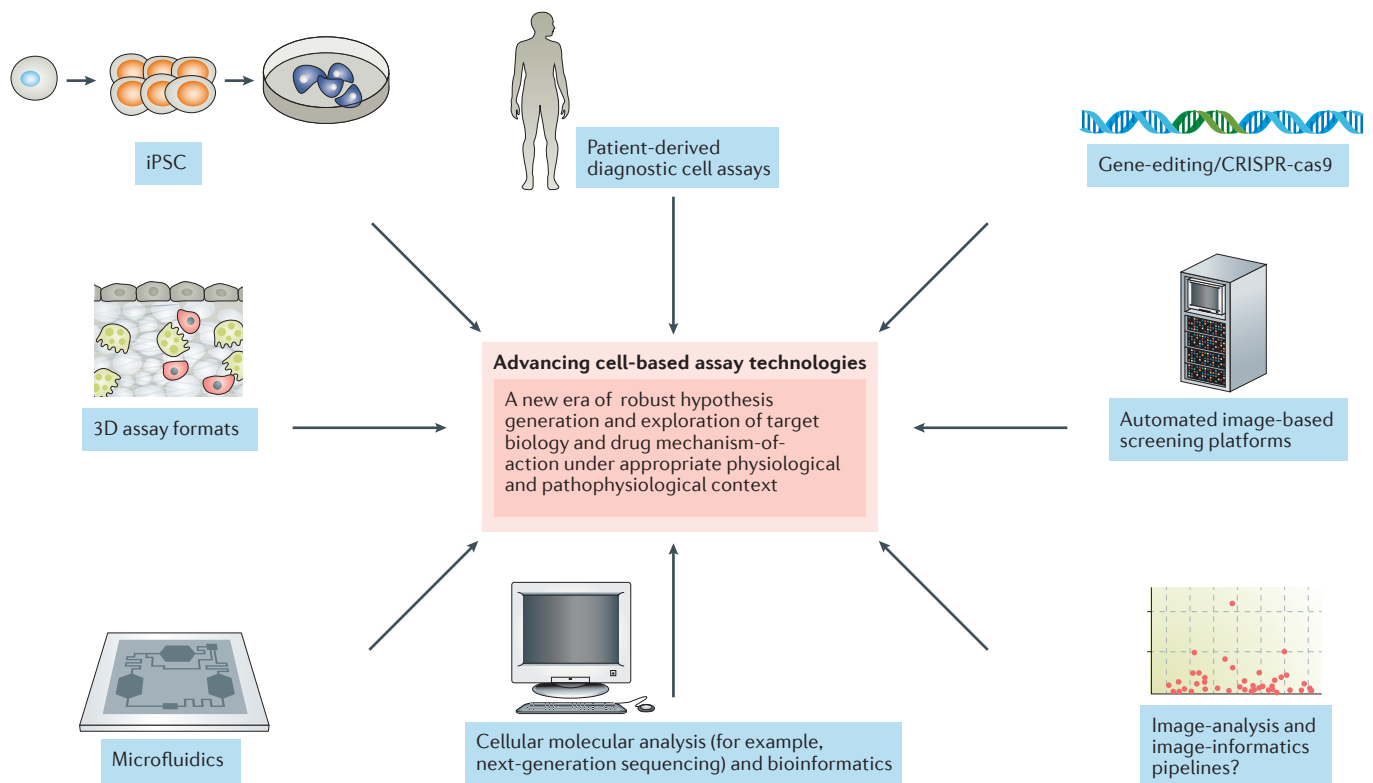 iPSC
Patient-derived
diagnostic cell assays
Gene-editing/CRISPR-cas9
3D assay formats
Advancing cell-based assay technologies
A new era of robust hypothesis
generation and exploration of target
biology and drug mechanism-of-
action under appropriate physiological
and pathophysiological context
Automated image-based
screening platforms
Microfluidics
Cellular molecular analysis (for example,
next-generation sequencing) and bioinformatics
Image-analysis and
image-informatics
pipelines?